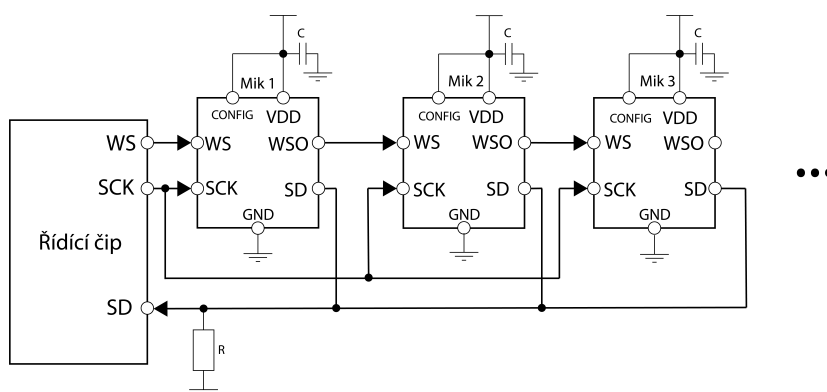 C
C
C
Mik 1
Mik 2
Mik 3
CONFIG VDD
CONFIG VDD
CONFIG VDD
WS
WS WSO
WS WSO
WS WSO
SCK
SCK SD
SCK SD
SCK SD
GND
GND
GND
Řídící čip
SD
R